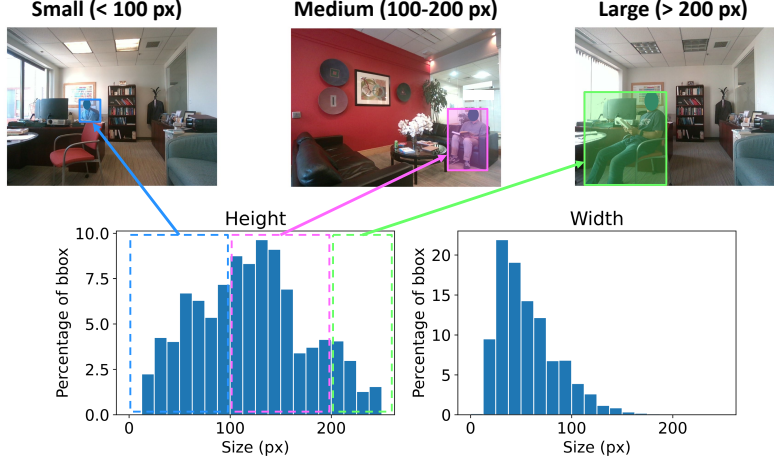 Small (< 100 px)
Medium (100-200 px)
Large (> 200 px)
Height
Percentage of bbox
10.0
7.5
5.0
2.5
0.0
0
100
200
Size (px)
Width
Percentage of bbox
20
15
10
5
0
0
100
200
Size (px)